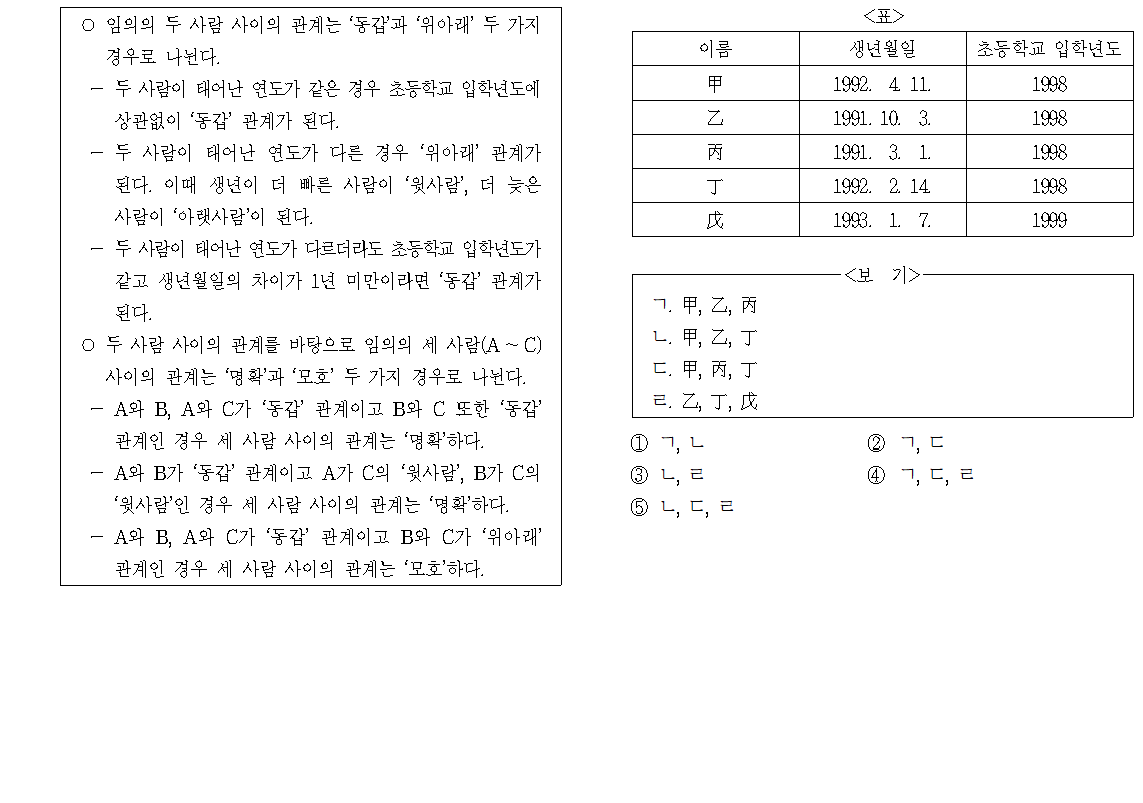 ○ 임의의 두 사람 사이의 관계는 ‘동갑’과 ‘위아래’ 두 가지
경우로 나뉜다.
－ 두 사람이 태어난 연도가 같은 경우 초등학교 입학년도에
상관없이 ‘동갑’ 관계가 된다.
－ 두 사람이 태어난 연도가 다른 경우 ‘위아래’ 관계가
된다. 이때 생년이 더 빠른 사람이 ‘윗사람’, 더 늦은
사람이 ‘아랫사람’이 된다.
－ 두 사람이 태어난 연도가 다르더라도 초등학교 입학년도가
같고 생년월일의 차이가 1년 미만이라면 ‘동갑’ 관계가
된다.
○ 두 사람 사이의 관계를 바탕으로 임의의 세 사람(A ~ C)
사이의 관계는 ‘명확’과 ‘모호’ 두 가지 경우로 나뉜다.
－ A와 B, A와 C가 ‘동갑’ 관계이고 B와 C 또한 ‘동갑’
관계인 경우 세 사람 사이의 관계는 ‘명확’하다.
－ A와 B가 ‘동갑’ 관계이고 A가 C의 ‘윗사람’, B가 C의
‘윗사람’인 경우 세 사람 사이의 관계는 ‘명확’하다.
－ A와 B, A와 C가 ‘동갑’ 관계이고 B와 C가 ‘위아래’
관계인 경우 세 사람 사이의 관계는 ‘모호’하다.
<표>
이름 생년월일 초등학교 입학년도
甲 1992. 4. 11. 1998
乙 1991. 10. 3. 1998
丙 1991. 3. 1. 1998
丁 1992. 2. 14. 1998
戊 1993. 1. 7. 1999
<보 기>
ㄱ. 甲, 乙, 丙
ㄴ. 甲, 乙, 丁
ㄷ. 甲, 丙, 丁
ㄹ. 乙, 丁, 戊
① ㄱ, ㄴ ② ㄱ, ㄷ
③ ㄴ, ㄹ ④ ㄱ, ㄷ, ㄹ
⑤ ㄴ, ㄷ, ㄹ